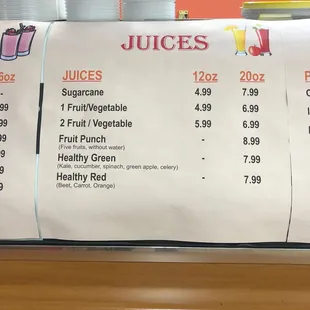 JUICES
6oz
JUICES 12oz 20oz
Sugarcane 4.99 7.99
1 Fruit/Vegetable 4.99 6.99
2 Fruit / Vegetable 5.99 6.99
Fruit Punch - 8.99
(Five fruits, without water)
Healthy Green - 7.99
(Kale, cucumber, spinach, green apple, celery)
Healthy Red - 7.99
(Beet, Carrot, Orange)